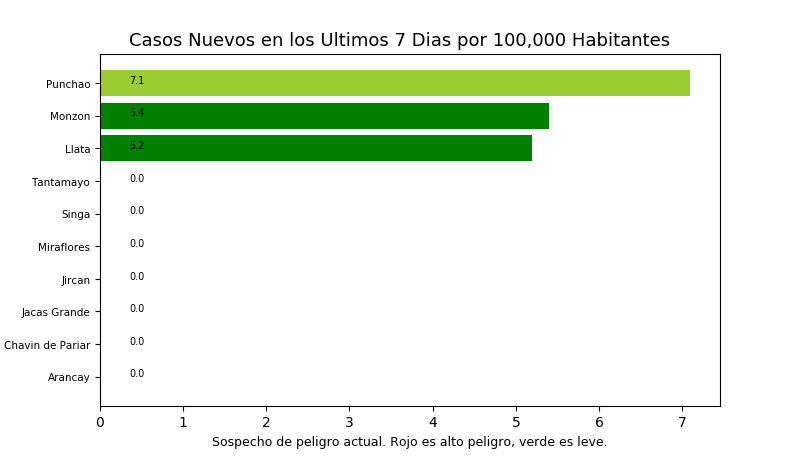 Casos Nuevos en los Ultimos 7 Dias por 100,000 Habitantes
Punchao 7.1
Monzon 5.4
Llata 5.2
Tantamayo 0.0
Singa 0.0
Miraflores 0.0
Jircan 0.0
Jacas Grande 0.0
Chavin de Pariar 0.0
Arancay 0.0
0 1 2 3 4 5 6 7
Sospecho de peligro actual. Rojo es alto peligro, verde es leve.